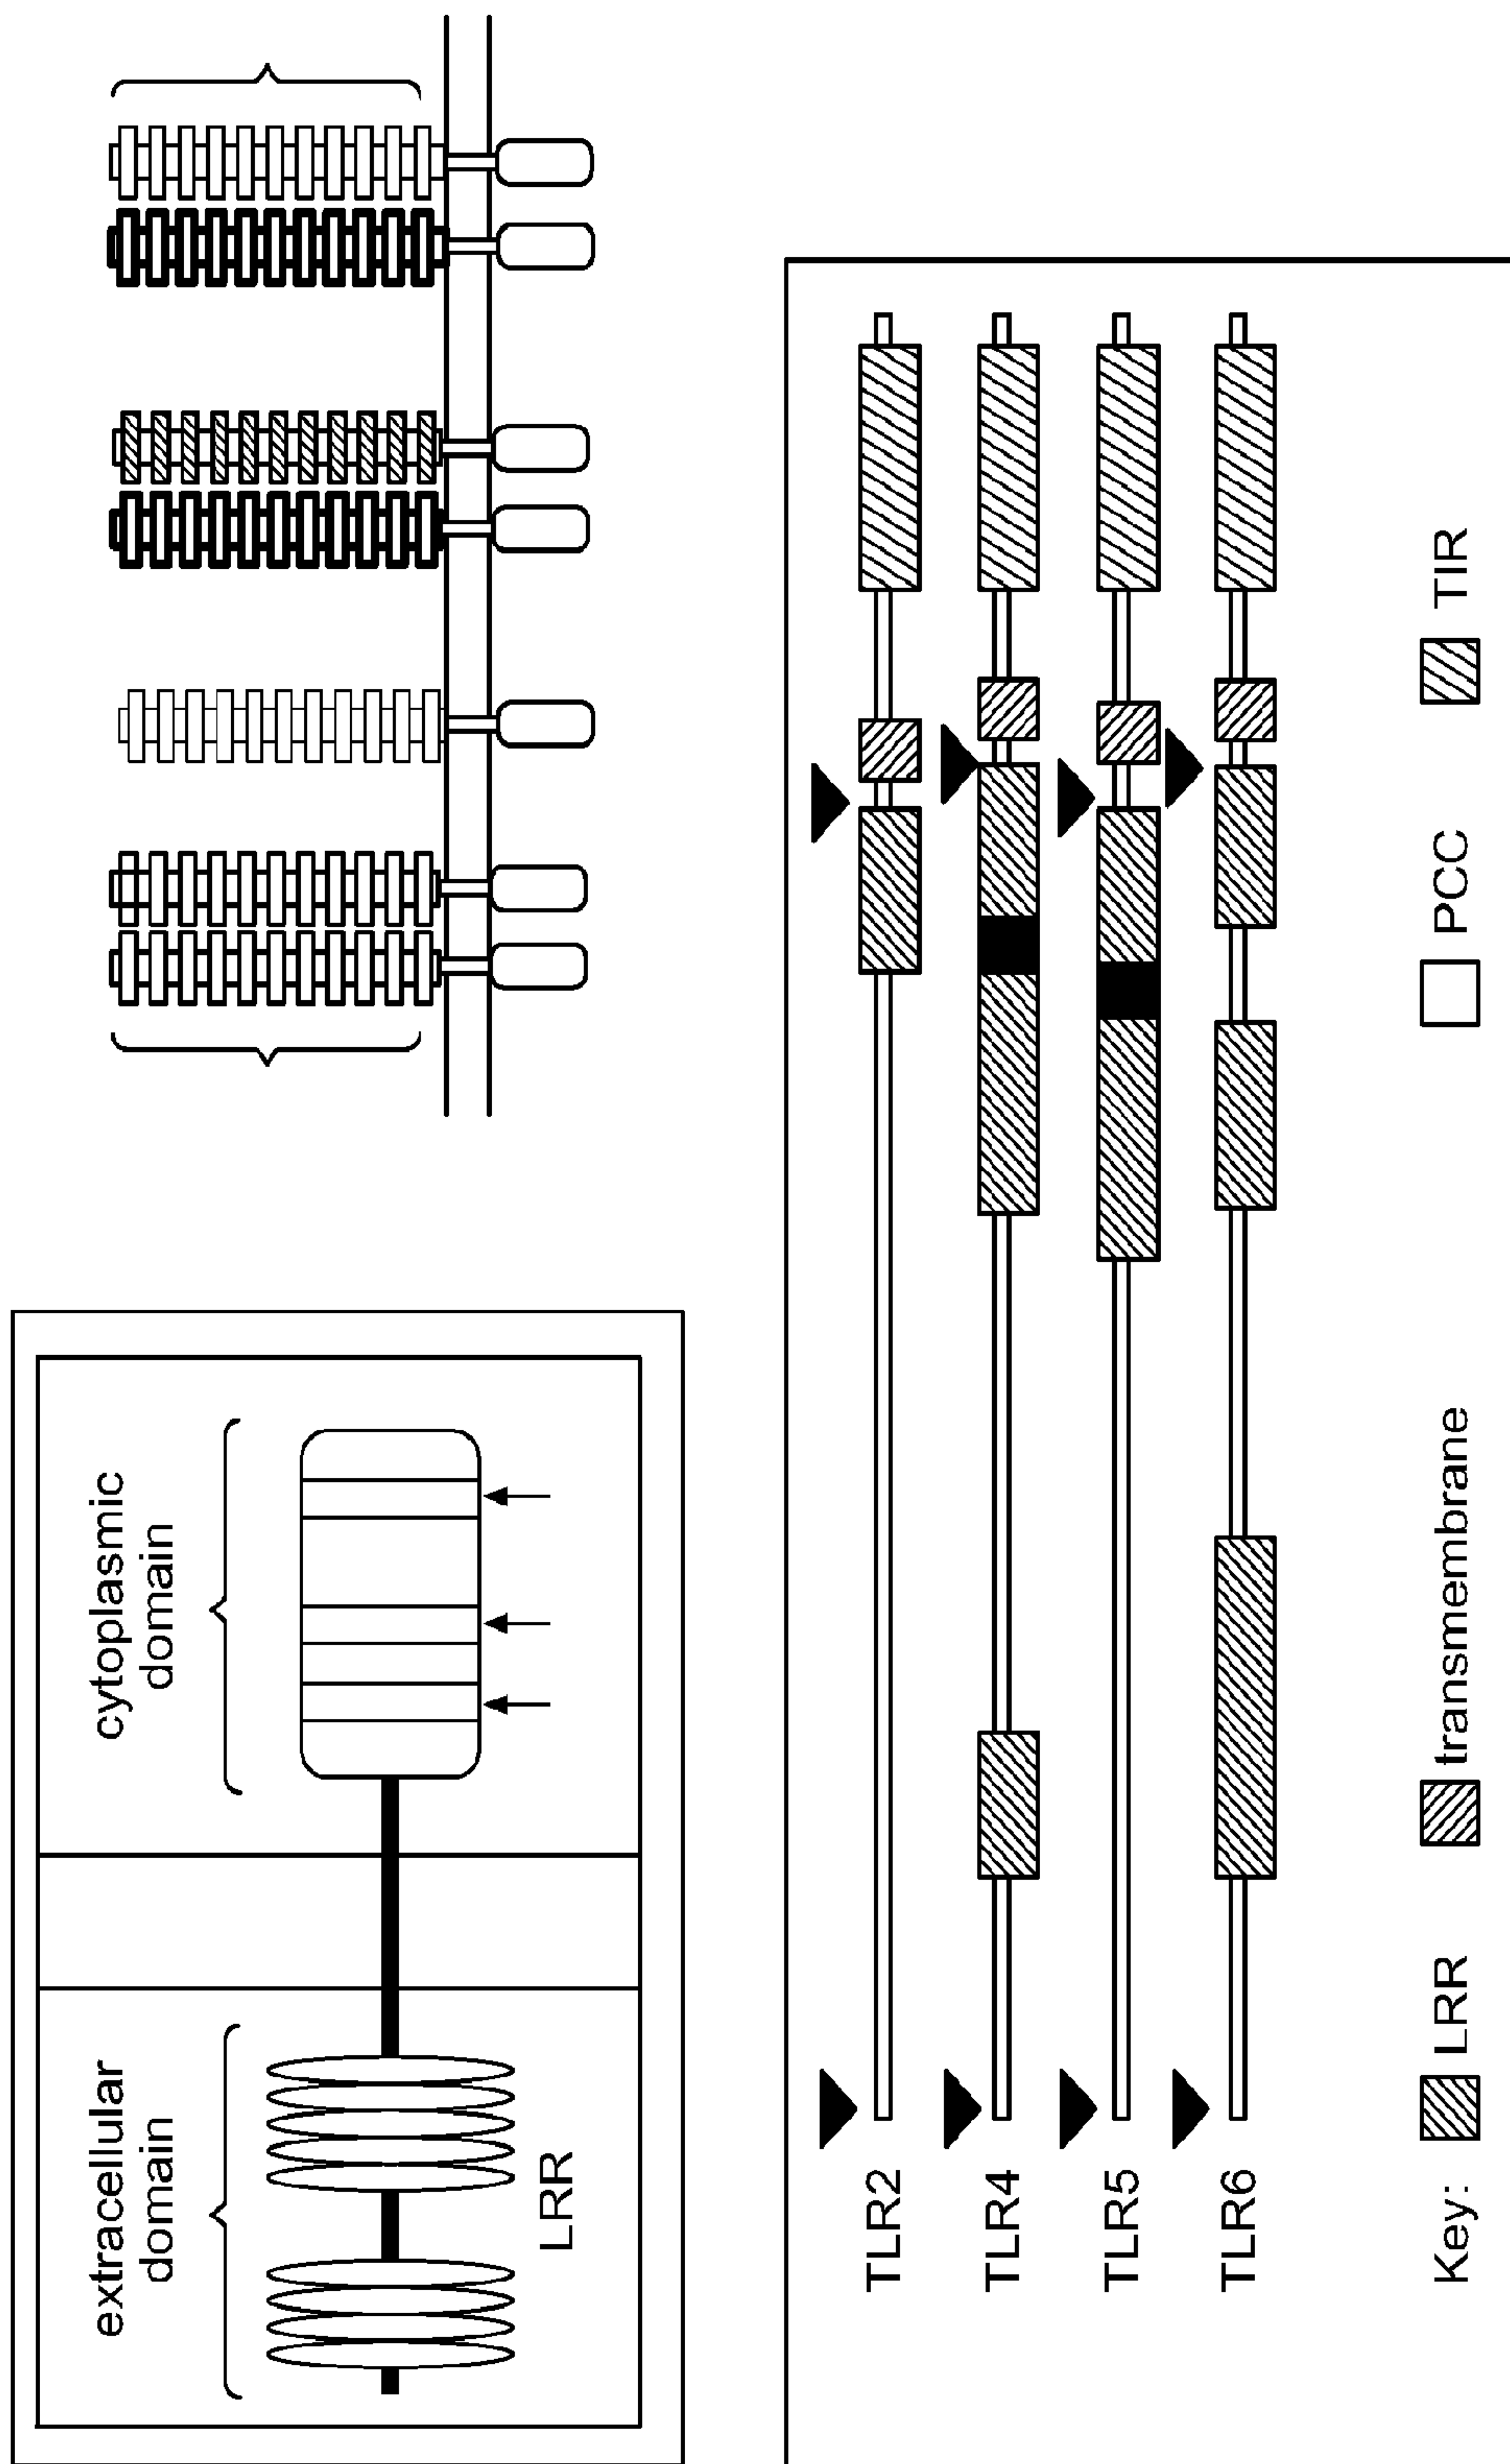 extracellular
domain
cytoplasmic
domain
LRR
TLR2
TLR4
TLR5
TLR6
Key: LRR transmembrane PCC TIR